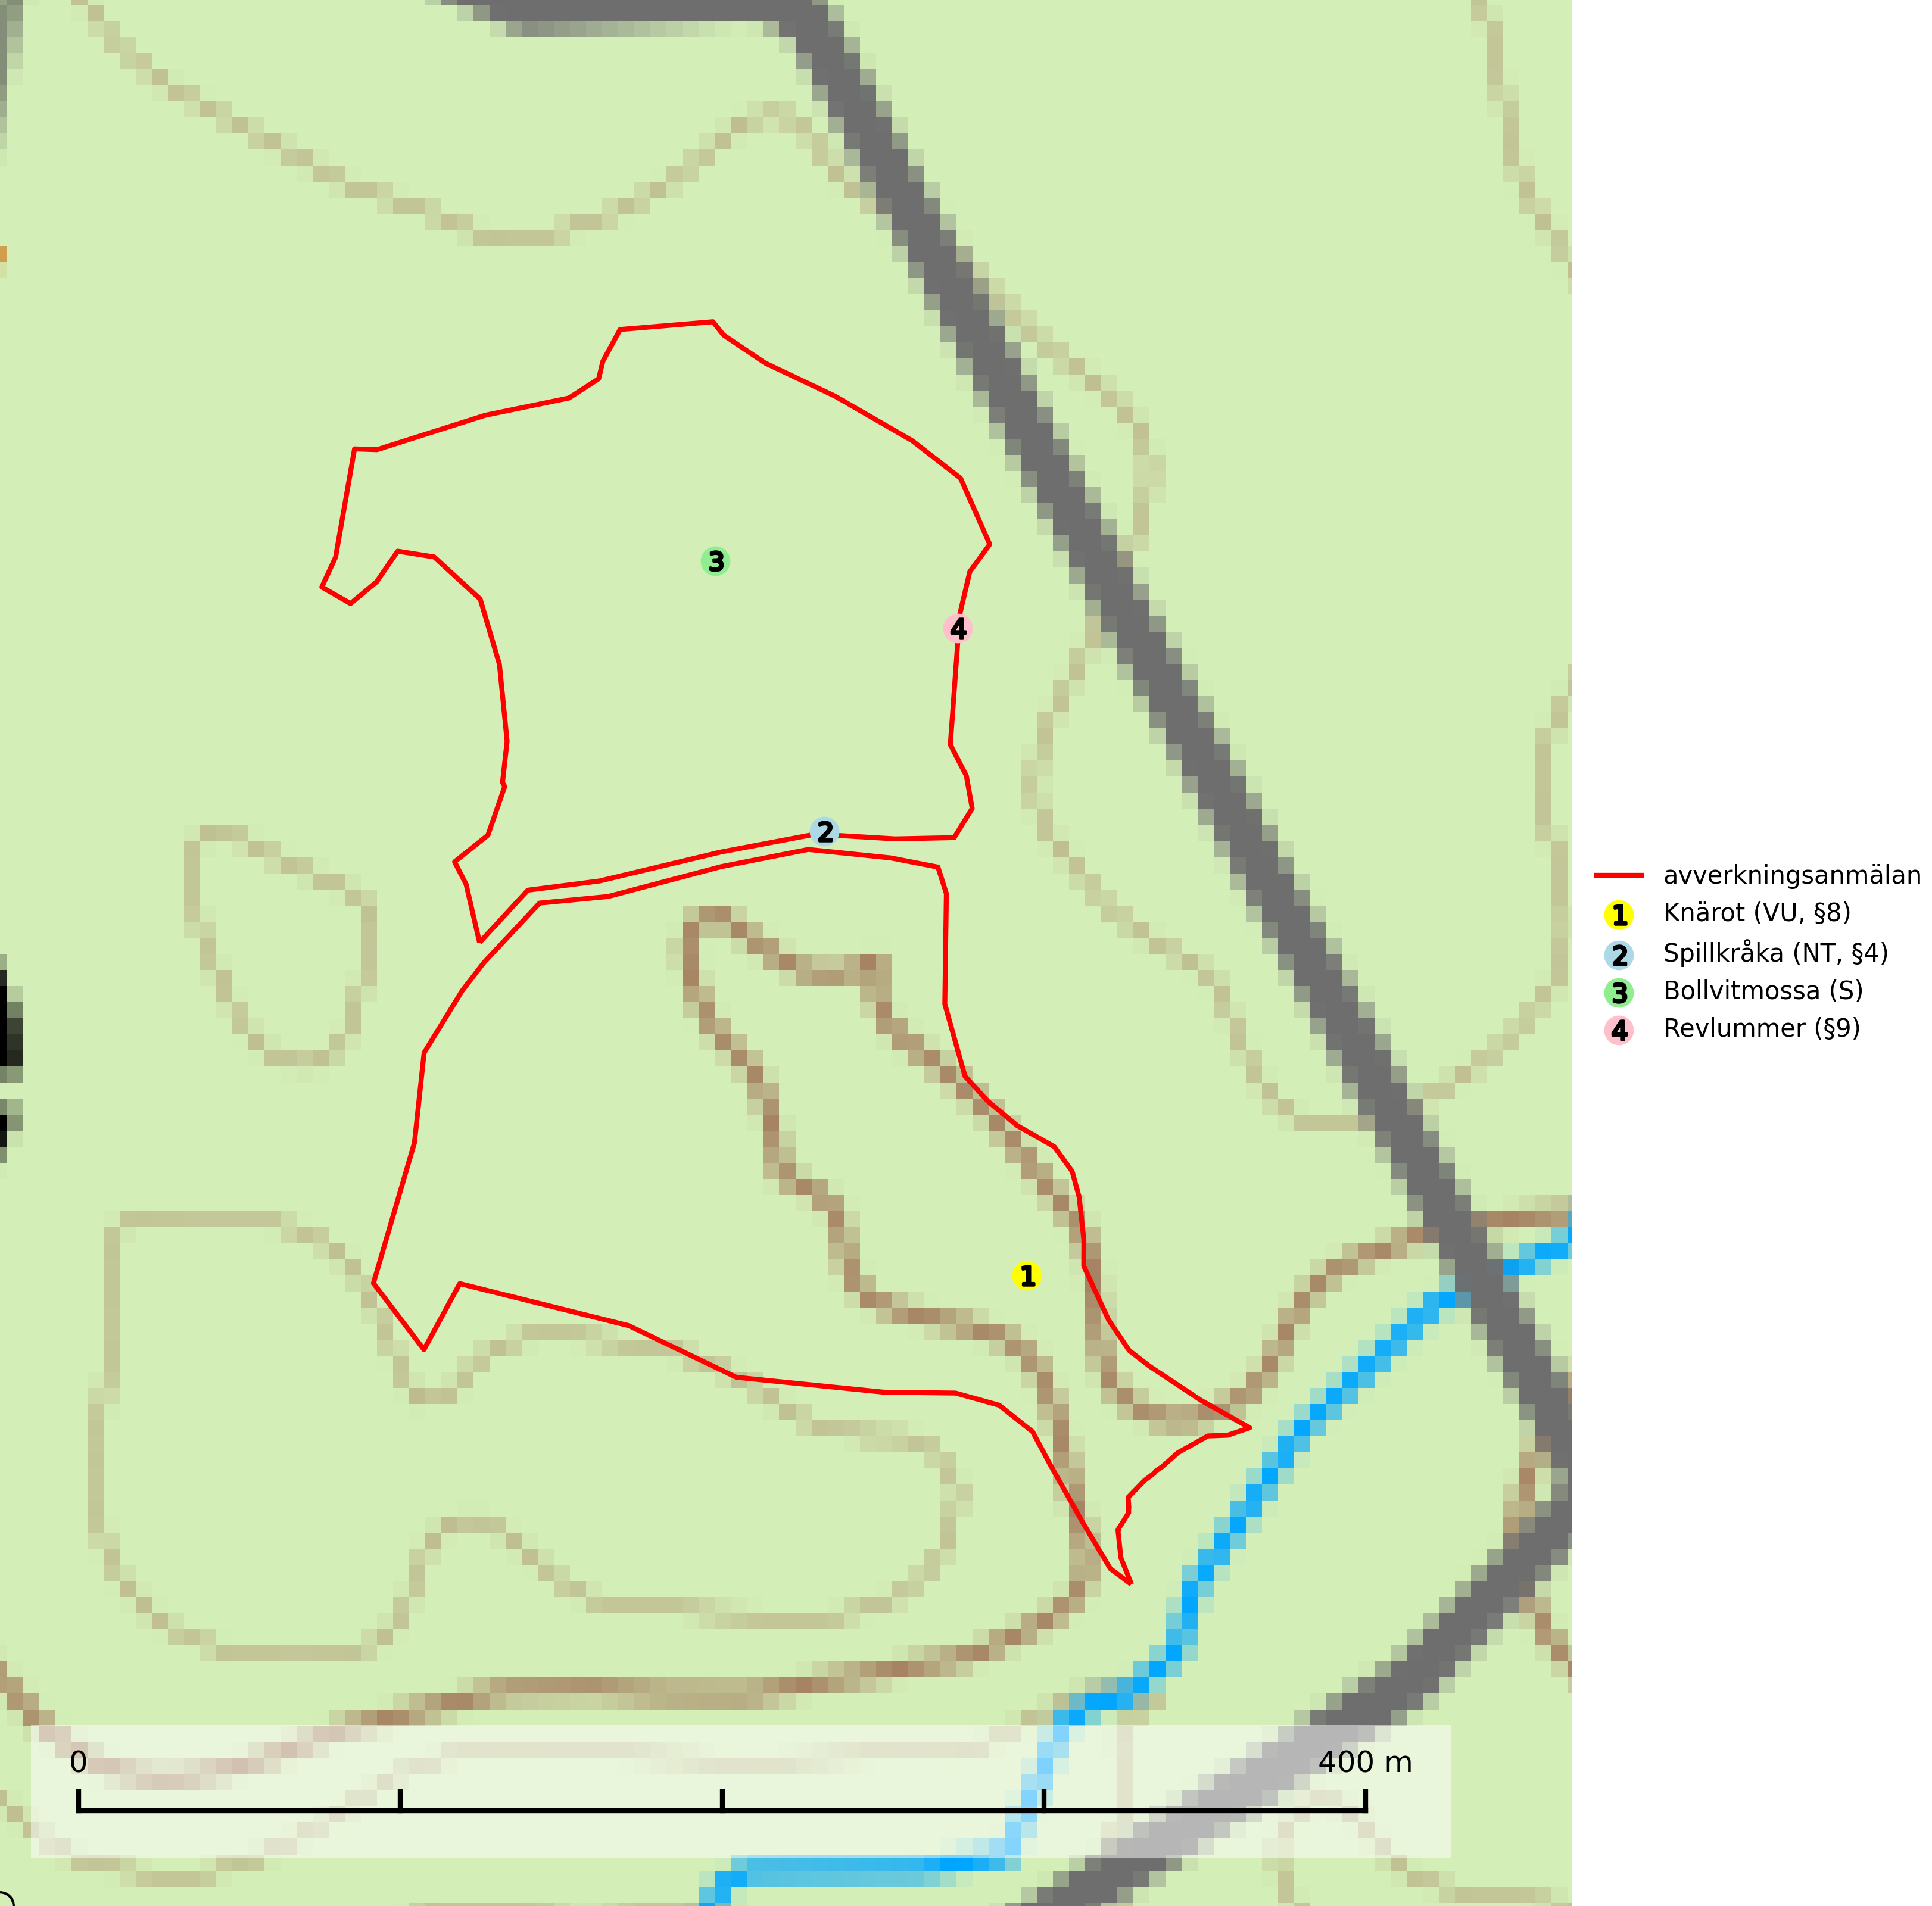 3
4
2
1
avverkningsanmälan
1 Knärot (VU, §8)
2 Spillkråka (NT, §4)
3 Bollvitmossa (S)
4 Revlummer (§9)
0 400 m